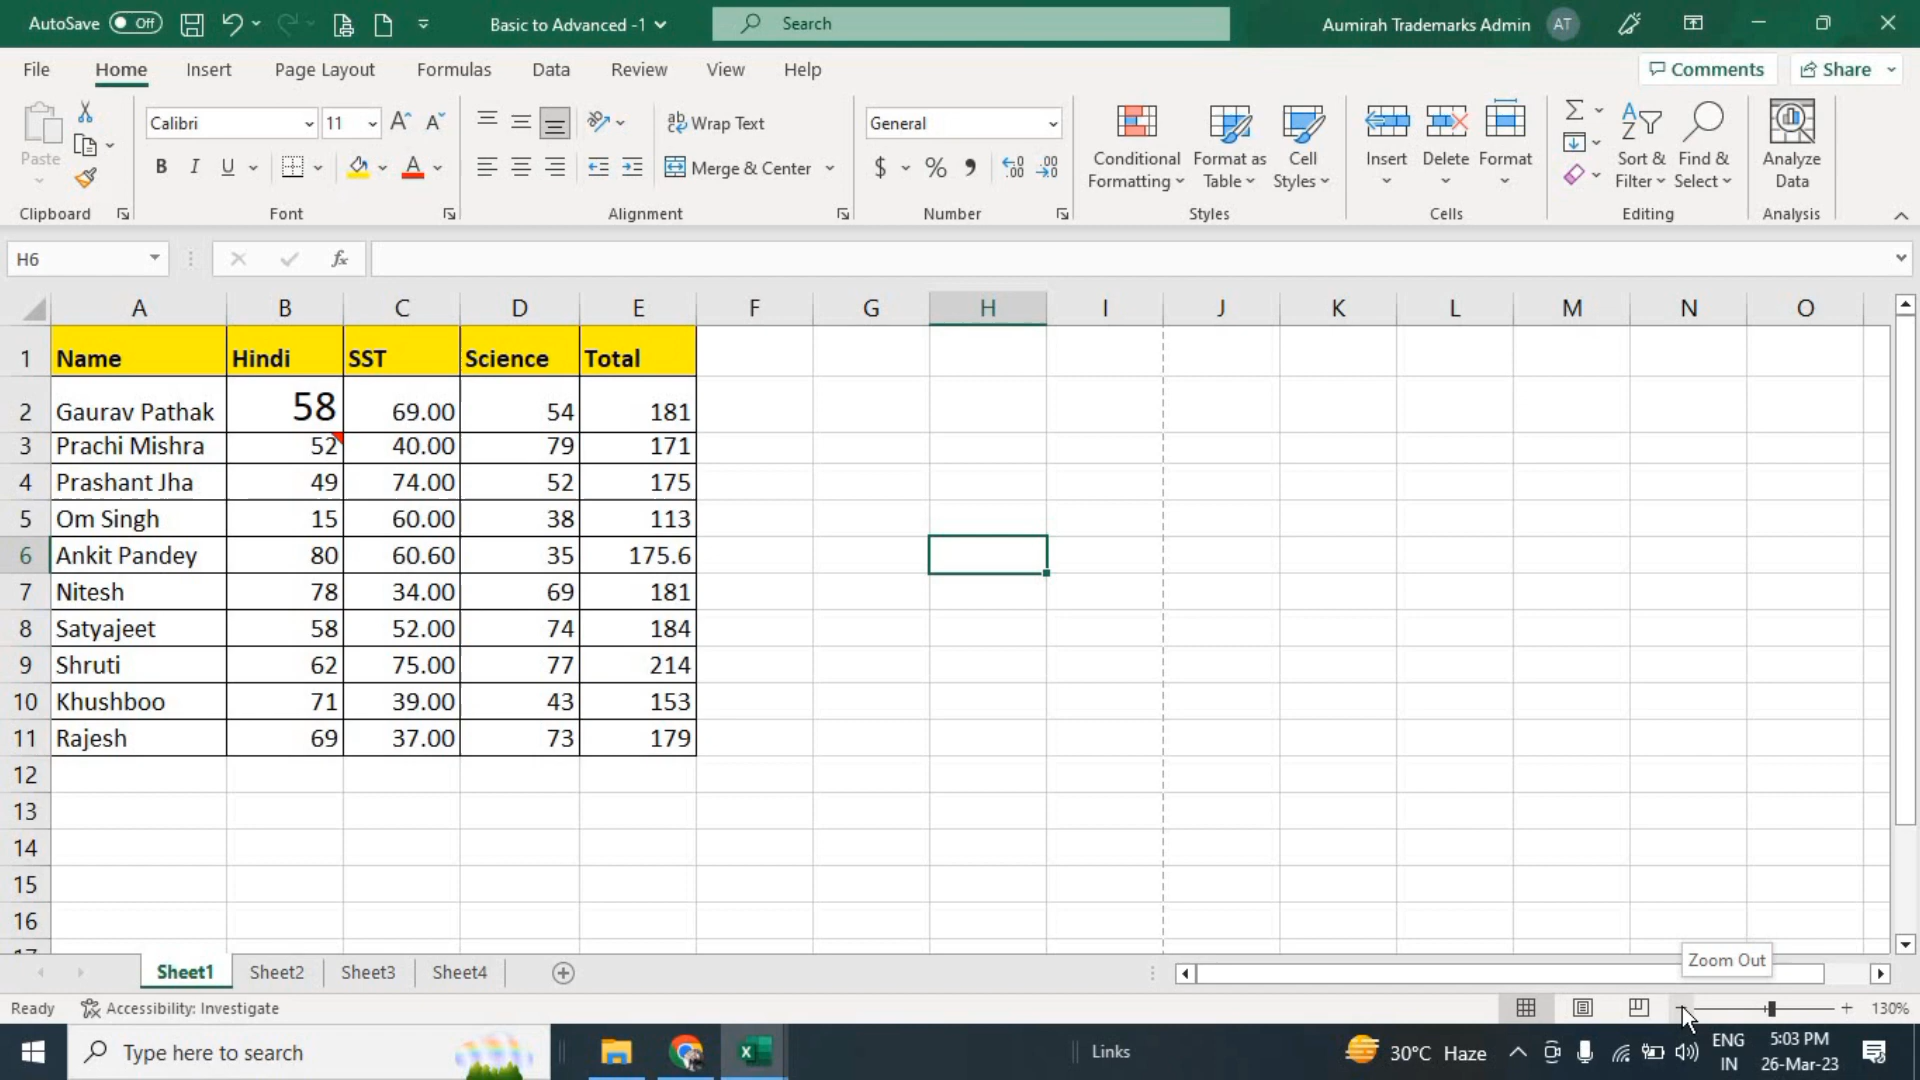 AutoSave Off Basic to Advanced -1 Search Aumirah Trademarks Admin AT
File Home Insert Page Layout Formulas Data Review View Help Comments Share
Paste Calibri 11 A A ab Wrap Text General Conditional Formatting Format as Table Cell Styles Insert Delete Format Σ Sort & Filter Find & Select Analyze Data
B I U A Merge & Center $ %
Clipboard Font Alignment Number Styles Cells Editing Analysis
H6 fx
A B C D E F G H I J K L M N O
1 Name Hindi SST Science Total
2 Gaurav Pathak 58 69.00 54 181
3 Prachi Mishra 52 40.00 79 171
4 Prashant Jha 49 74.00 52 175
5 Om Singh 15 60.00 38 113
6 Ankit Pandey 80 60.60 35 175.6
7 Nitesh 78 34.00 69 181
8 Satyajeet 58 52.00 74 184
9 Shruti 62 75.00 77 214
10 Khushboo 71 39.00 43 153
11 Rajesh 69 37.00 73 179
12
13
14
15
16
Zoom Out
Sheet1 Sheet2 Sheet3 Sheet4
Ready Accessibility: Investigate 130%
Type here to search Links 30°C Haze ENG IN 5:03 PM 26-Mar-23